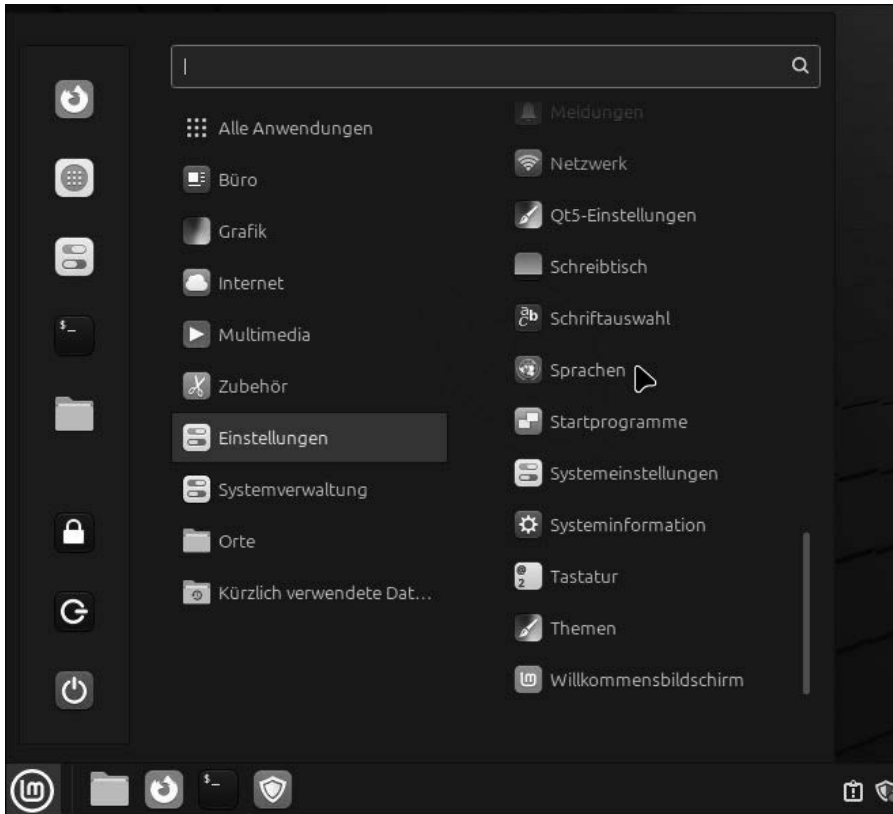 Alle Anwendungen
Büro
Grafik
Internet
Multimedia
Zubehör
Einstellungen
Systemverwaltung
Orte
Kürzlich verwendete Dat...
Meldungen
Netzwerk
Qt5-Einstellungen
Schreibtisch
Schriftauswahl
Sprachen
Startprogramme
Systemeinstellungen
Systeminformation
Tastatur
Themen
Willkommensbildschirm